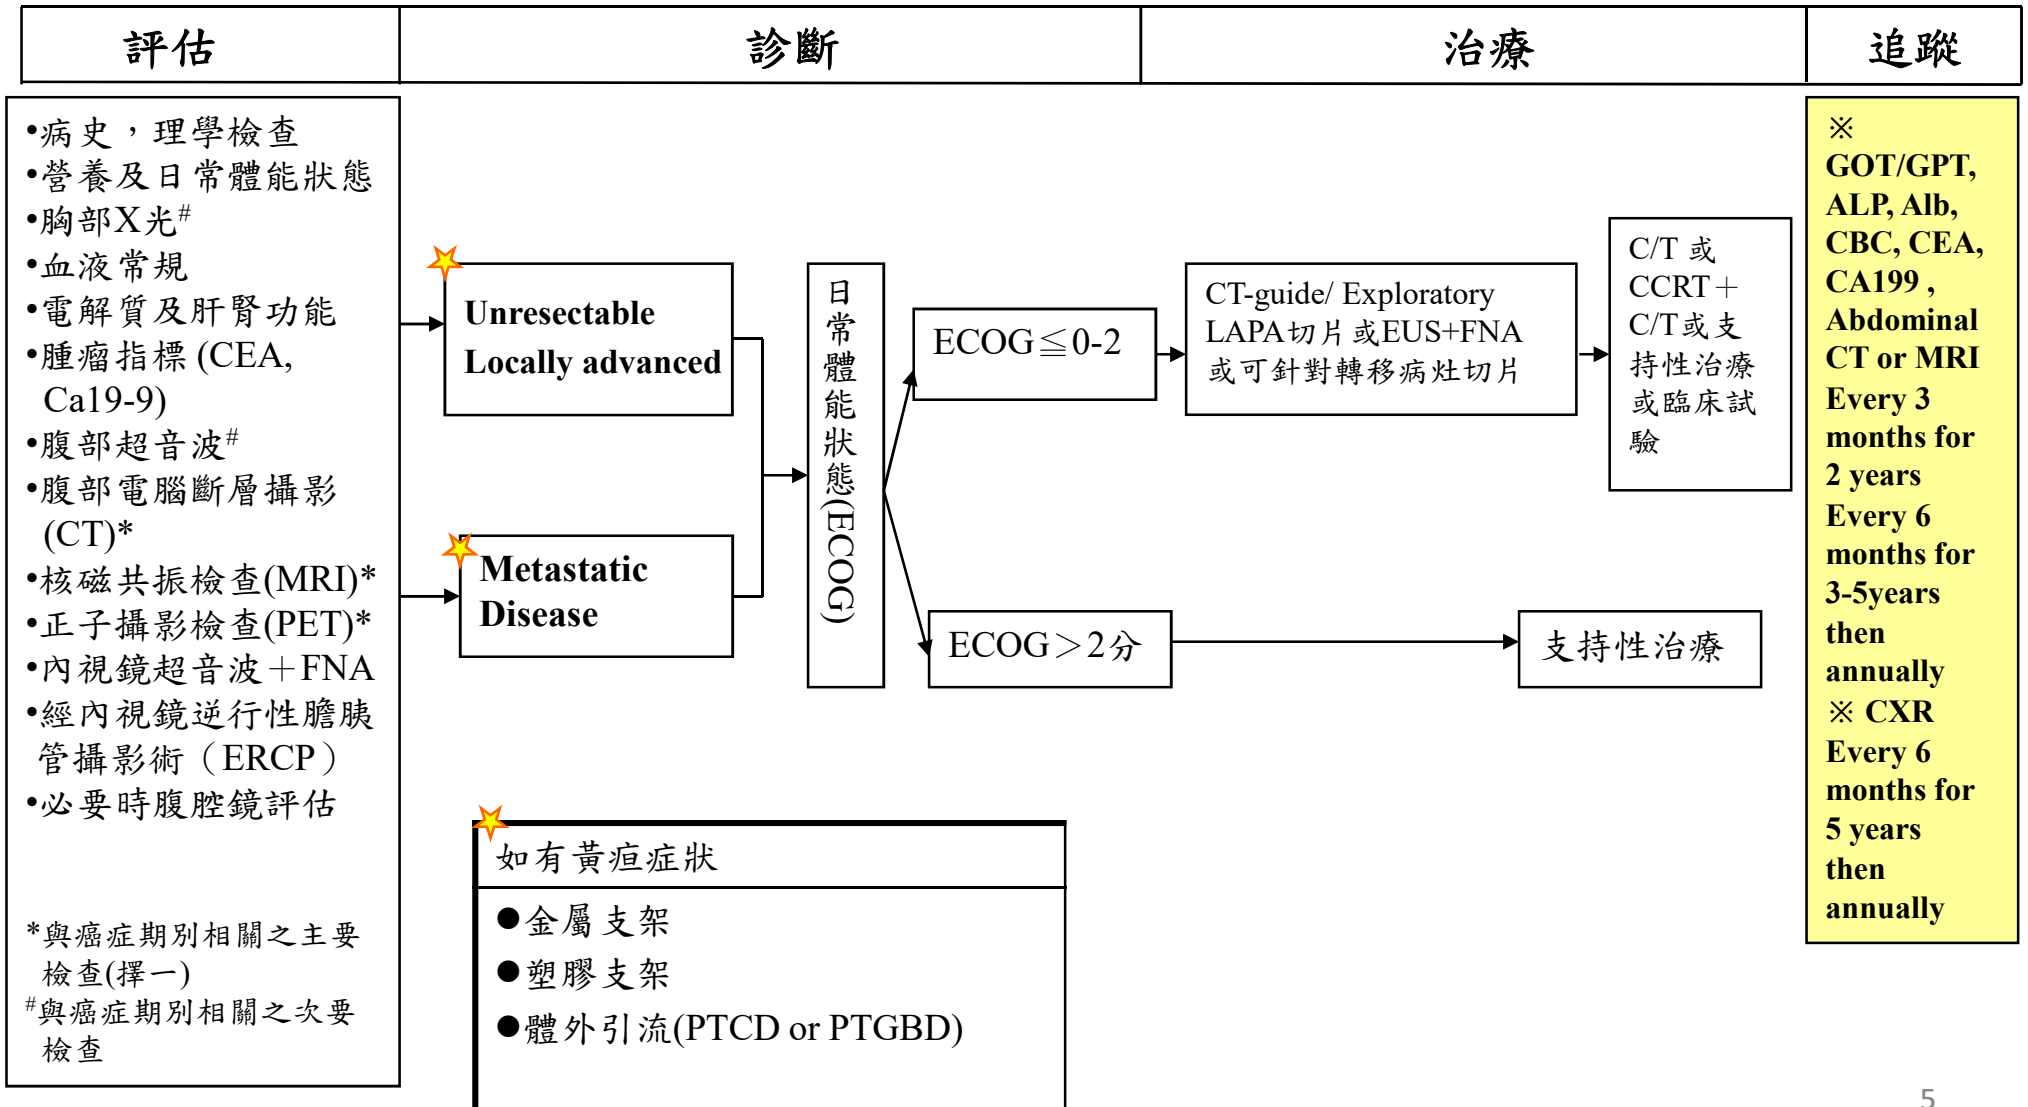 評估
診斷
治療
追蹤
•病史，理學檢查
•營養及日常體能狀態
•胸部X光#
•血液常規
•電解質及肝腎功能
•腫瘤指標 (CEA,
Ca19-9)
•腹部超音波#
•腹部電腦斷層攝影
(CT)*
•核磁共振檢查(MRI)*
•正子攝影檢查(PET)*
•內視鏡超音波＋FNA
•經內視鏡逆行性膽胰
管攝影術（ERCP）
•必要時腹腔鏡評估
*與癌症期別相關之主要
檢查(擇一)
#與癌症期別相關之次要
檢查
Unresectable
Locally advanced
Metastatic
Disease
日常體能狀態(ECOG)
ECOG≦0-2
ECOG＞2分
CT-guide/ Exploratory
LAPA切片或EUS+FNA
或可針對轉移病灶切片
C/T 或
CCRT＋
C/T或支
持性治療
或臨床試
驗
支持性治療
如有黃疸症狀
●金屬支架
●塑膠支架
●體外引流(PTCD or PTGBD)
※
GOT/GPT,
ALP, Alb,
CBC, CEA,
CA199 ,
Abdominal
CT or MRI
Every 3
months for
2 years
Every 6
months for
3-5years
then
annually
※ CXR
Every 6
months for
5 years
then
annually
5